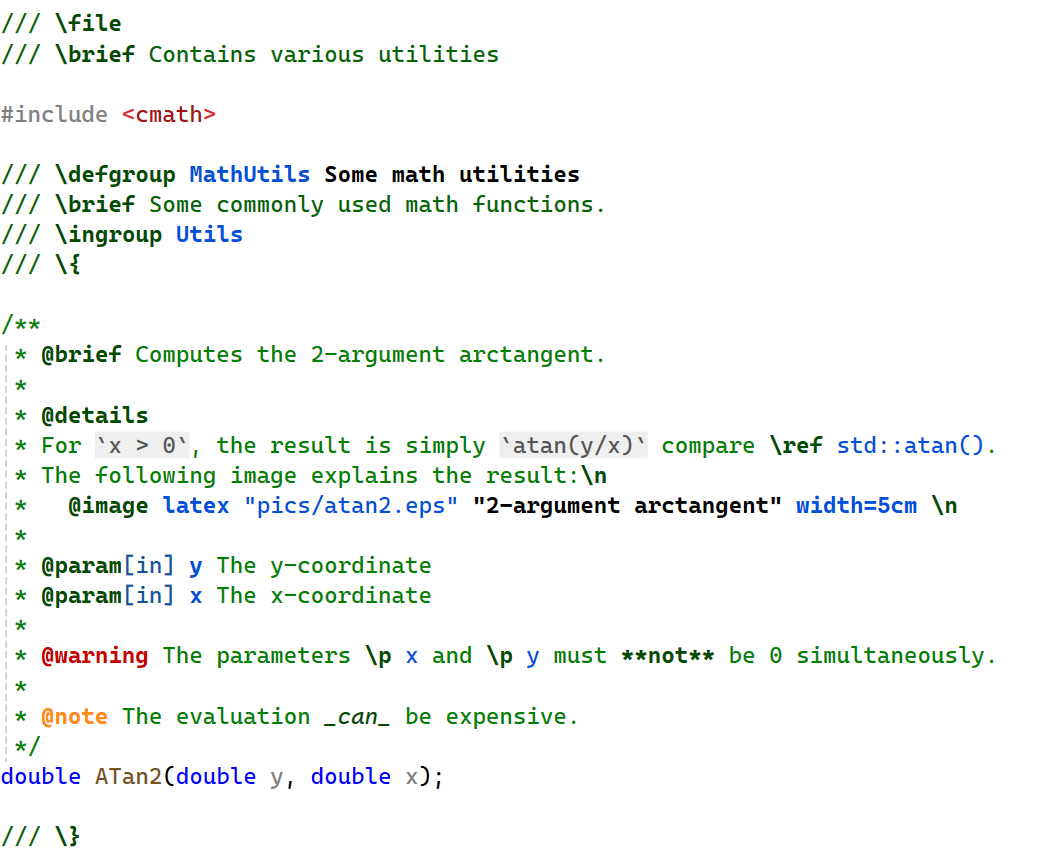 /// \file
/// \brief Contains various utilities
#include <cmath>
/// \defgroup MathUtils Some math utilities
/// \brief Some commonly used math functions.
/// \ingroup Utils
/// \{
/**
* @brief Computes the 2-argument arctangent.
*
* @details
* For `x > 0`, the result is simply `atan(y/x)` compare \ref std::atan().
* The following image explains the result:\n
*   @image latex "pics/atan2.eps" "2-argument arctangent" width=5cm \n
*
* @param[in] y The y-coordinate
* @param[in] x The x-coordinate
*
* @warning The parameters \p x and \p y must **not** be 0 simultaneously.
*
* @note The evaluation _can_ be expensive.
*/
double ATan2(double y, double x);
/// \}